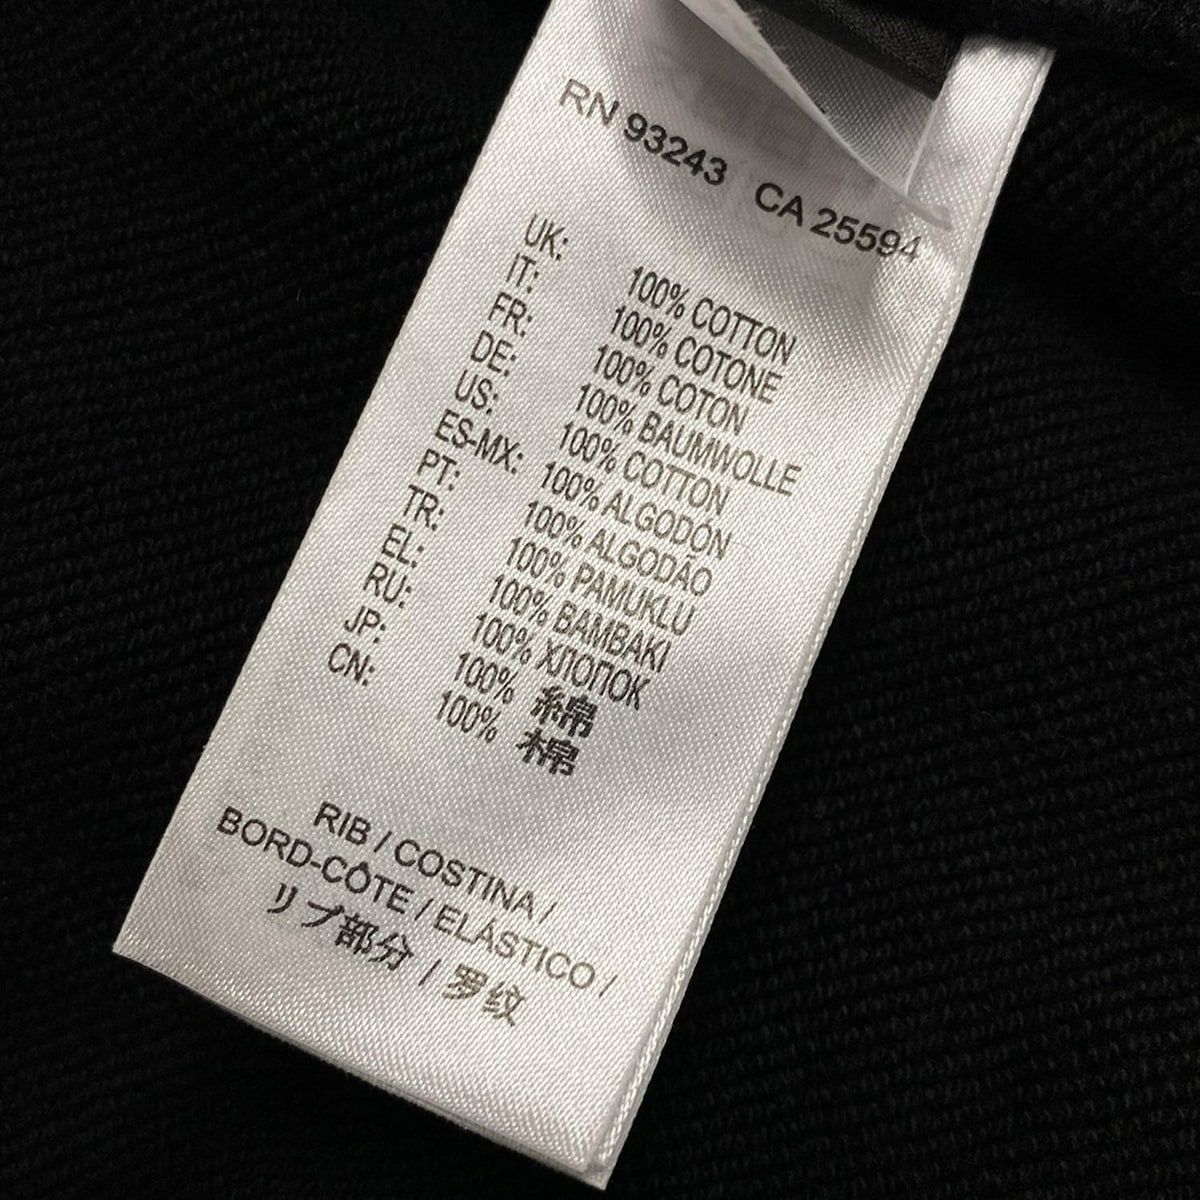 RN 93243 CA 25594
UK: 100% COTTON
IT: 100% COTONE
FR: 100% COTON
DE: 100% BAUMWOLLE
US: 100% COTTON
ES-MX: 100% ALGODÓN
PT: 100% ALGODÃO
TR: 100% PAMUKLU
EL: 100% BAMBAKI
RU: 100% ХЛОПОК
JP: 100% 綿
CN: 100% 棉
RIB / COSTINA /
BORD-CÔTE / ELÁSTICO /
リブ部分 / 罗纹